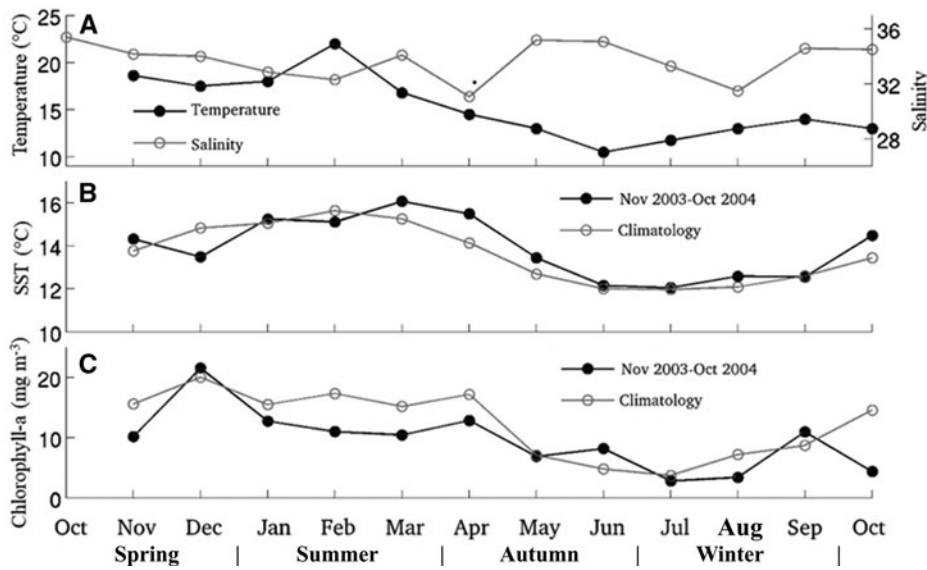 A
Temperature (°C)
25
20
15
10
Temperature
Salinity
36
32
28
Salinity
B
SST (°C)
16
14
12
10
Nov 2003-Oct 2004
Climatology
C
Chlorophyll-a (mg m-3)
20
10
0
Nov 2003-Oct 2004
Climatology
Oct Nov Dec Jan Feb Mar Apr May Jun Jul Aug Sep Oct
Spring | Summer | Autumn | Winter |